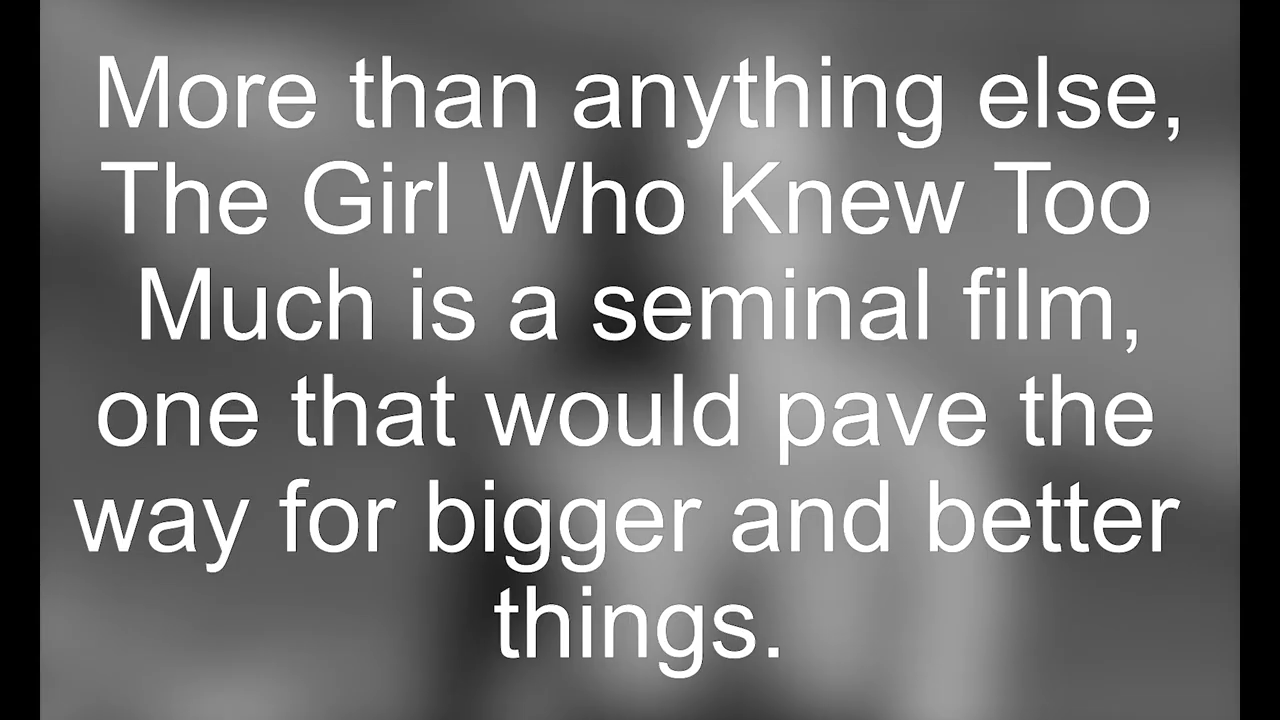 More than anything else,
The Girl Who Knew Too
Much is a seminal film,
one that would pave the
way for bigger and better
things.